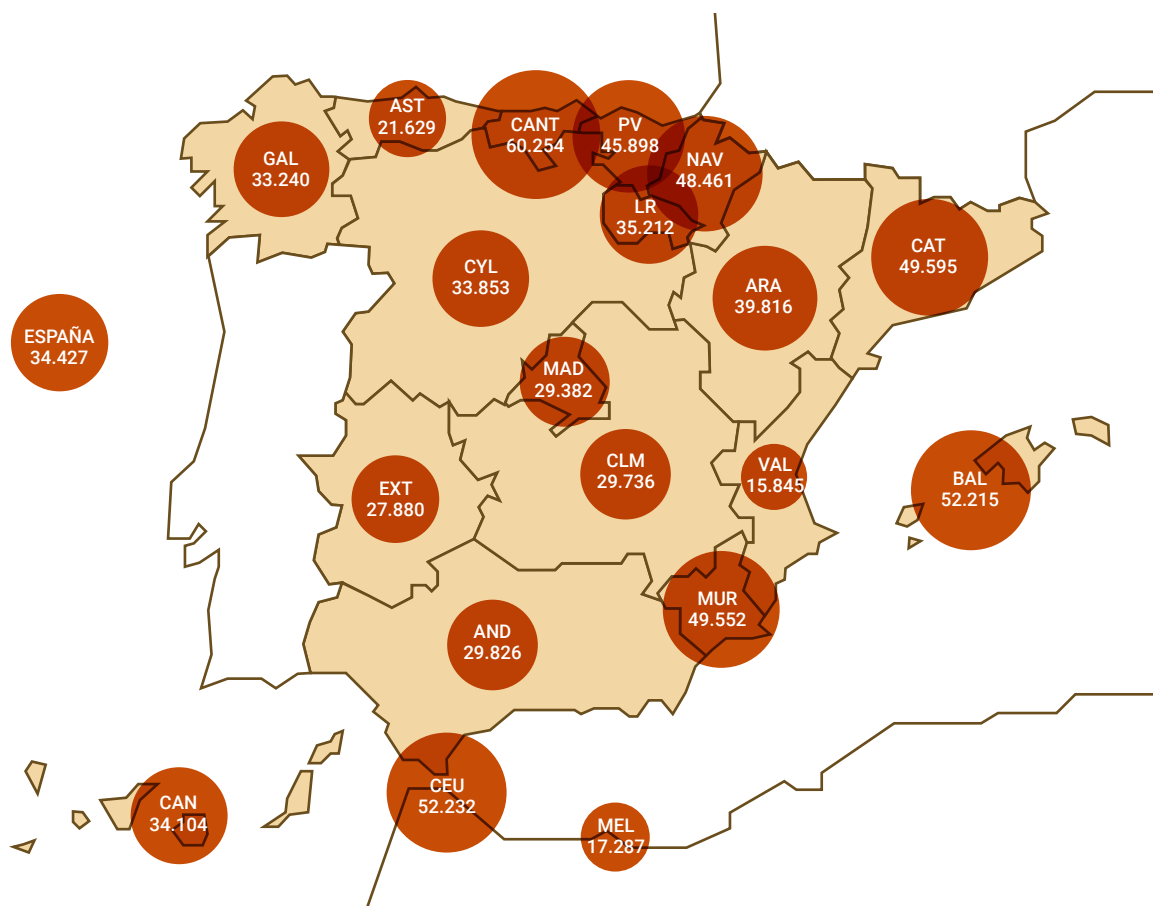 AST
21.629
CANT
60.254
PV
45.898
NAV
48.461
GAL
33.240
LR
35.212
CAT
49.595
CYL
33.853
ARA
39.816
ESPAÑA
34.427
MAD
29.382
CLM
29.736
VAL
15.845
BAL
52.215
EXT
27.880
MUR
49.552
AND
29.826
CEU
52.232
CAN
34.104
MEL
17.287